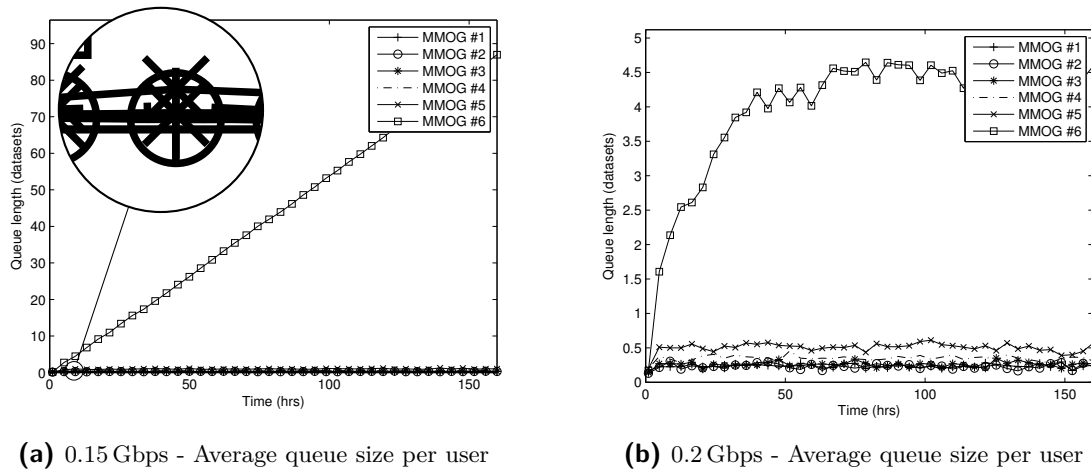 90
80
70
60
50
40
30
20
10
0
Queue length (datasets)
0
50
100
150
Time (hrs)
MMOG #1
MMOG #2
MMOG #3
MMOG #4
MMOG #5
MMOG #6
(a) 0.15 Gbps - Average queue size per user
5
4.5
4
3.5
3
2.5
2
1.5
1
0.5
0
Queue length (datasets)
0
50
100
150
Time (hrs)
MMOG #1
MMOG #2
MMOG #3
MMOG #4
MMOG #5
MMOG #6
(b) 0.2 Gbps - Average queue size per user